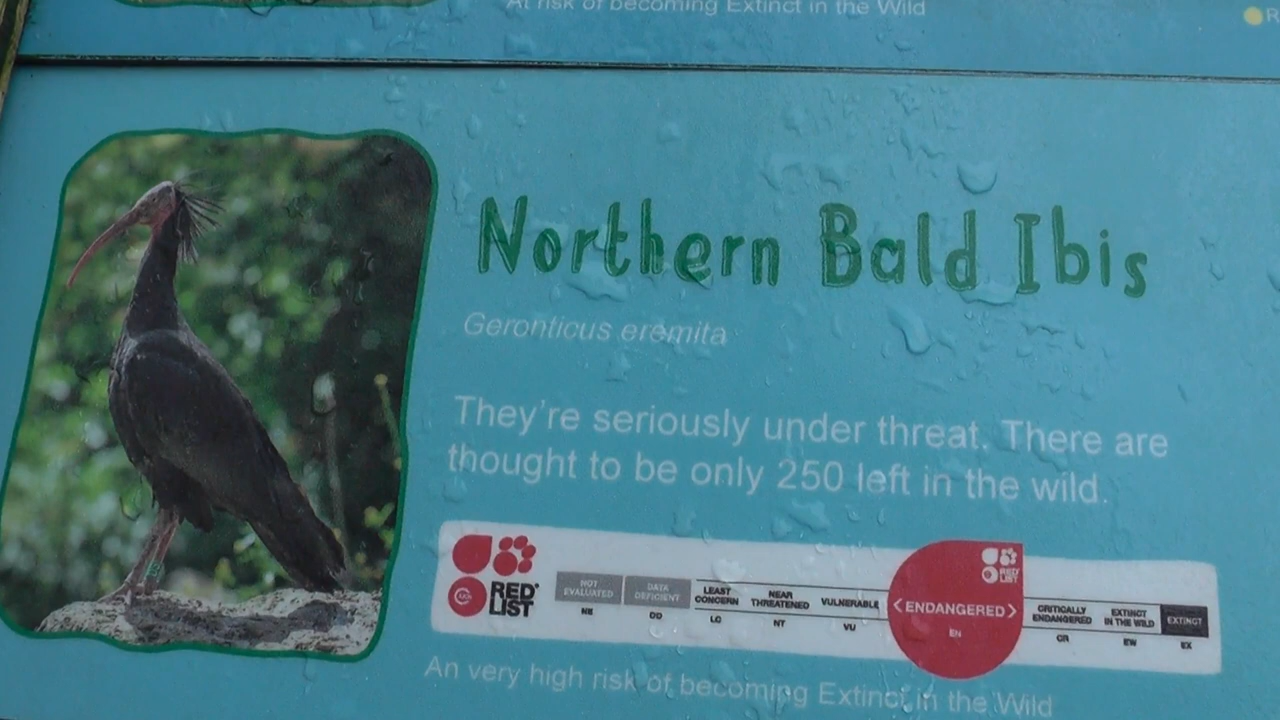 At risk of becoming Extinct in the Wild
Northern Bald Ibis
Geronticus eremita
They're seriously under threat. There are
thought to be only 250 left in the wild.
RED LIST
NOT EVALUATED
NE
DATA DEFICIENT
DD
LEAST CONCERN
LC
NEAR THREATENED
NT
VULNERABLE
VU
RED LIST
<ENDANGERED>
EN
CRITICALLY ENDANGERED
CR
EXTINCT IN THE WILD
EW
EXTINCT
EX
An very high risk of becoming Extinct in the Wild